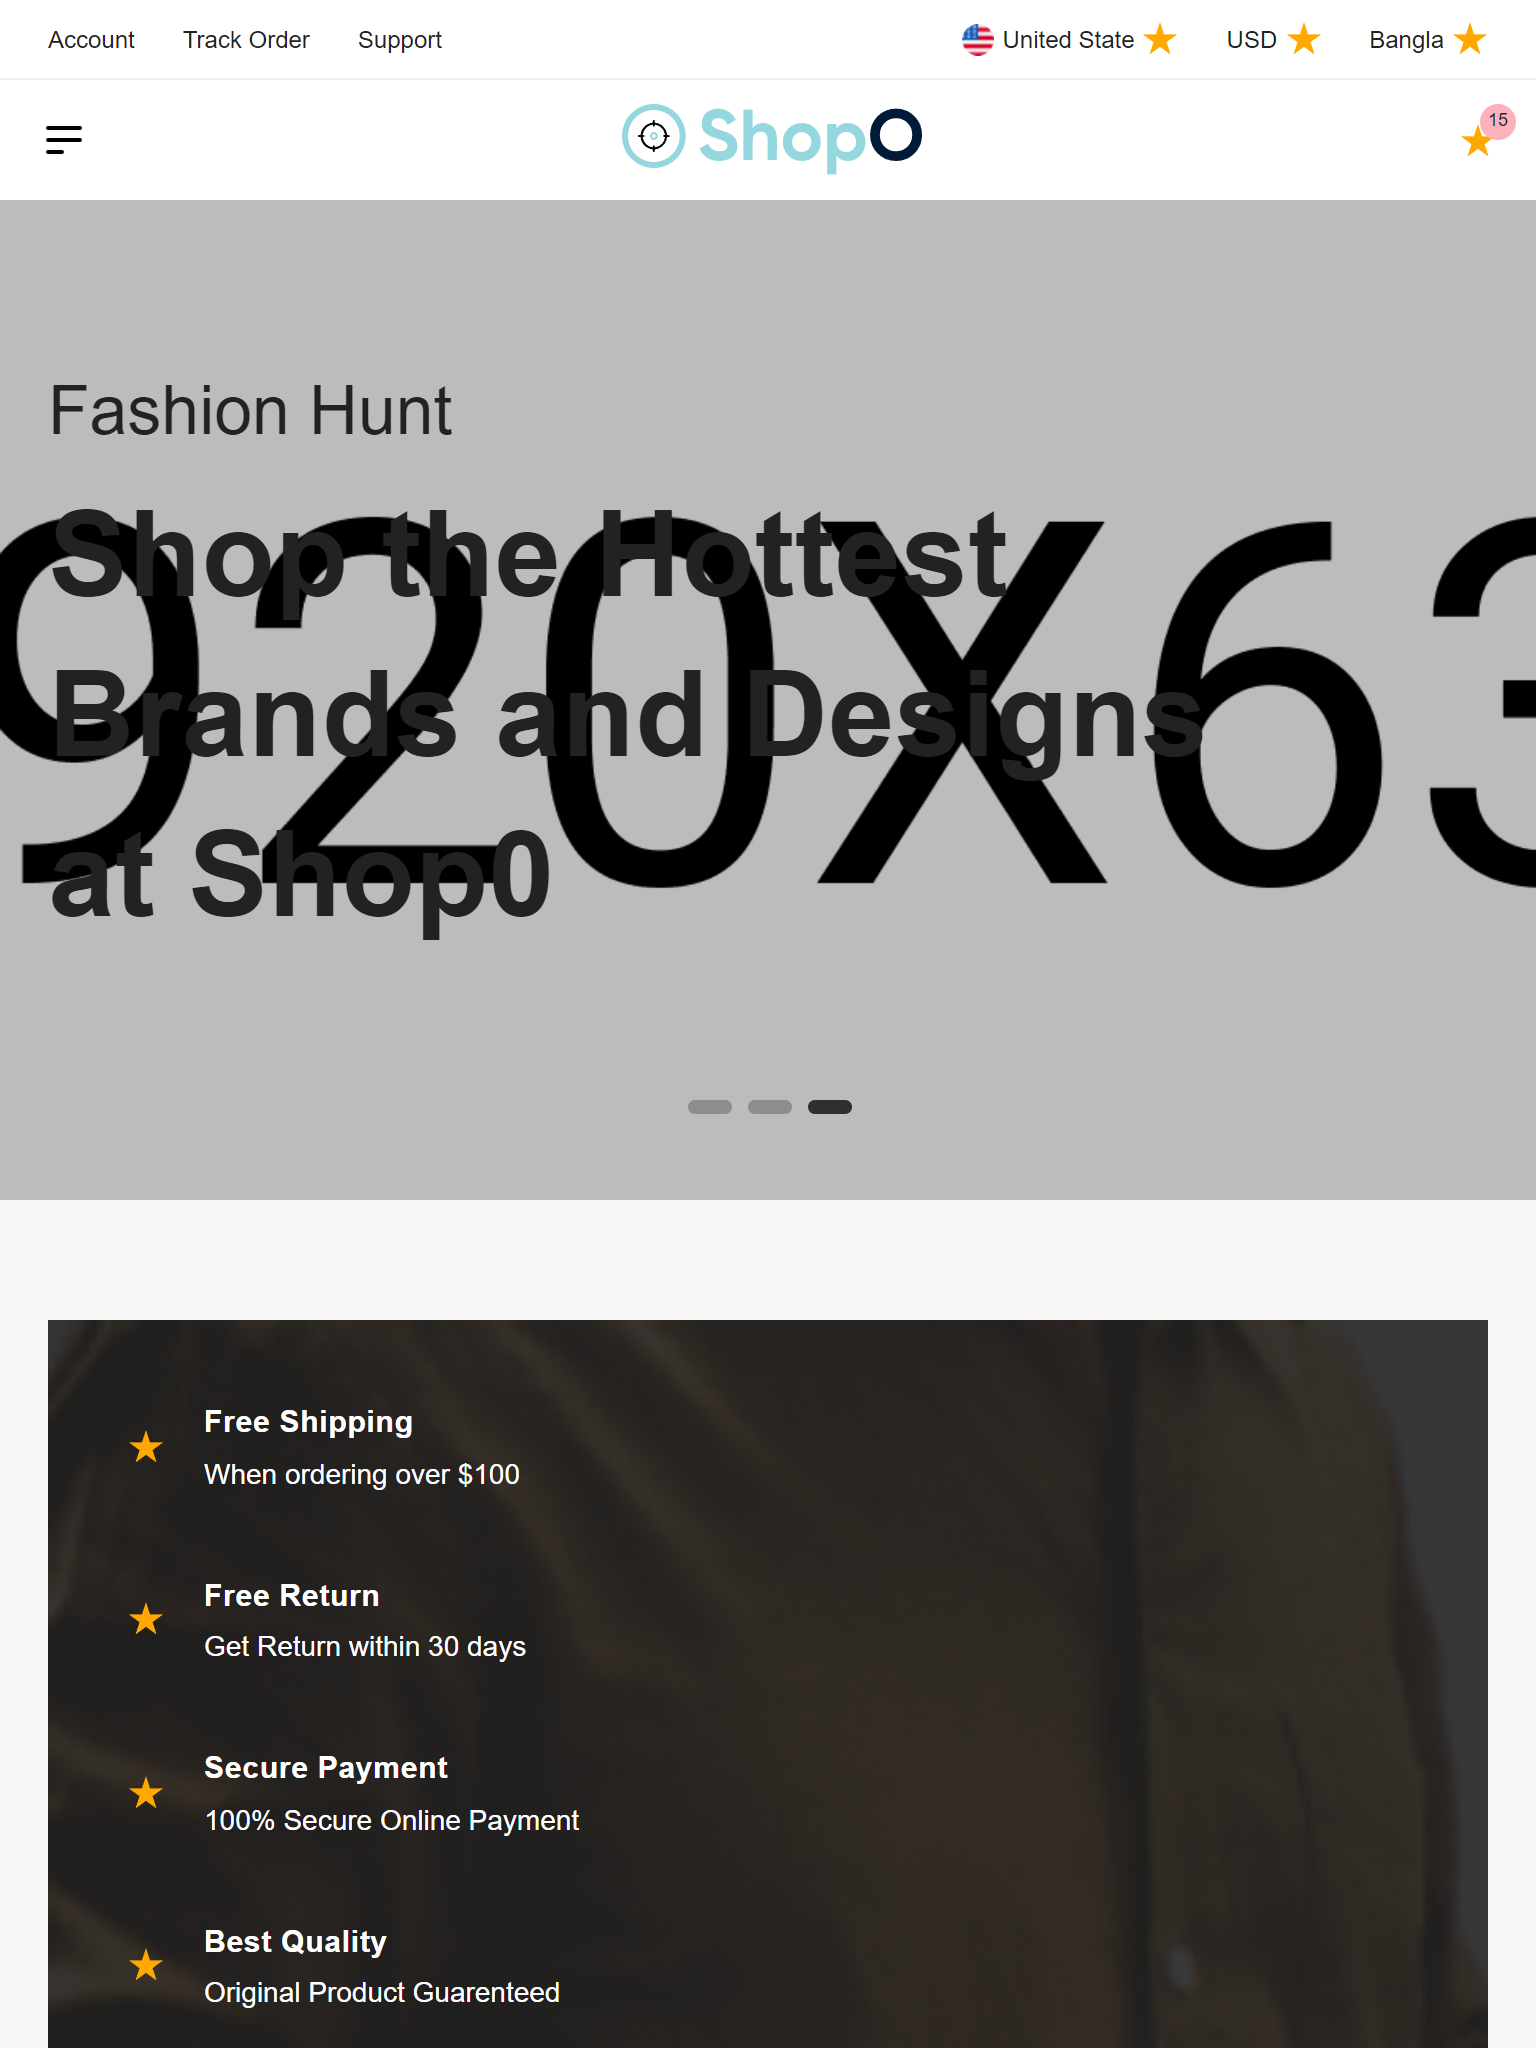 Account Track Order Support United State USD Bangla
ShopO
15
Fashion Hunt
920X63
Shop the Hottest
Brands and Designs
at Shop0
Free Shipping
When ordering over $100
Free Return
Get Return within 30 days
Secure Payment
100% Secure Online Payment
Best Quality
Original Product Guarenteed